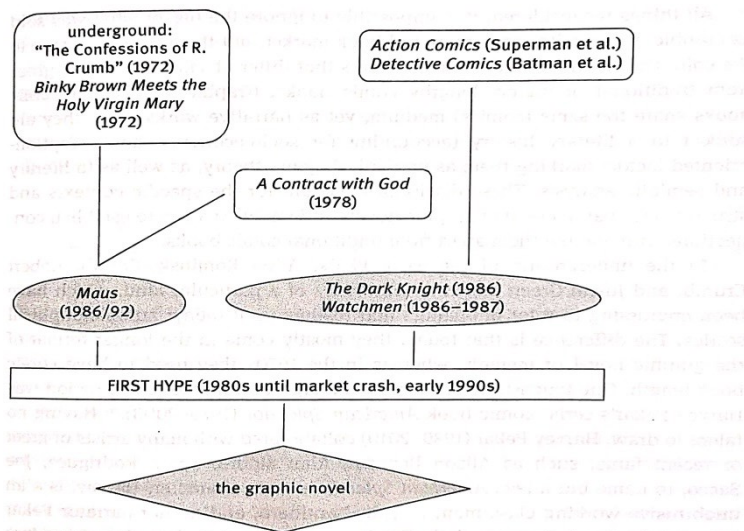 underground:
"The Confessions of R.
Crumb" (1972)
Binky Brown Meets the
Holy Virgin Mary
(1972)
Action Comics (Superman et al.)
Detective Comics (Batman et al.)
A Contract with God
(1978)
Maus
(1986/92)
The Dark Knight (1986)
Watchmen (1986–1987)
FIRST HYPE (1980s until market crash, early 1990s)
the graphic novel